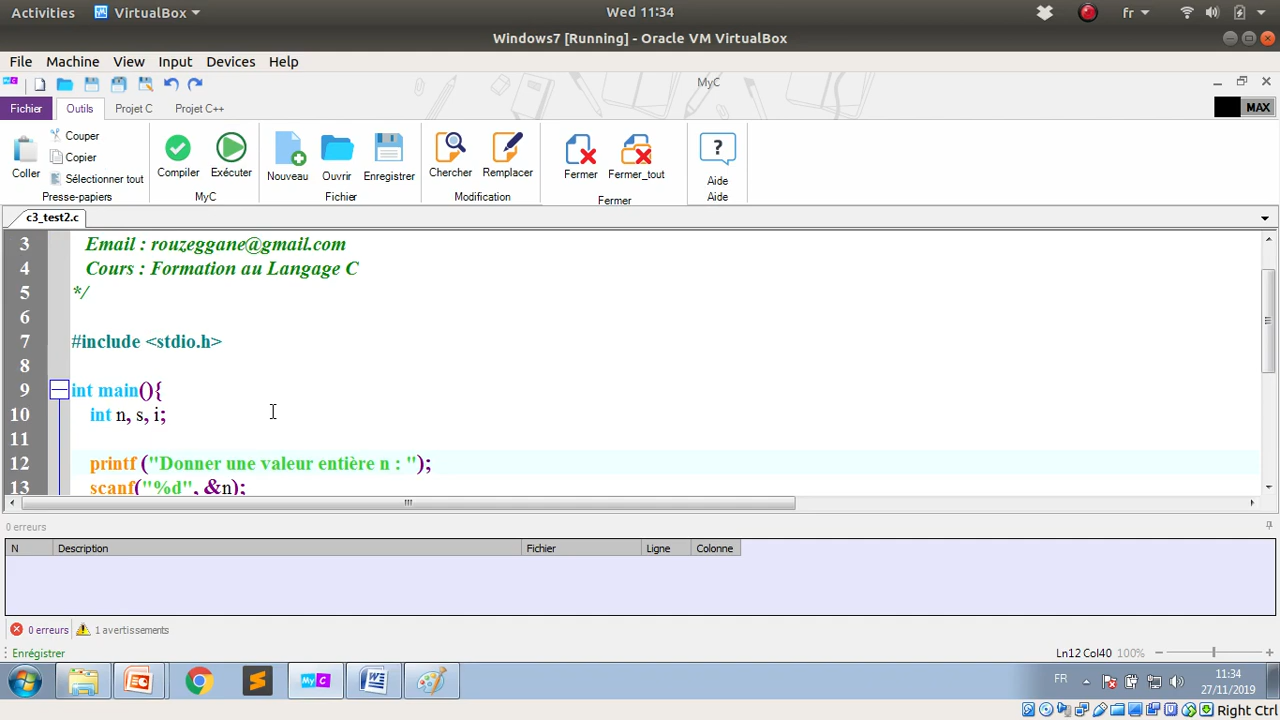 Activities VirtualBox Wed 11:34 fr
Windows7 [Running] - Oracle VM VirtualBox
File Machine View Input Devices Help
MyC
Fichier Outils Projet C Projet C++ MAX
Couper
Copier
Sélectionner tout
Coller Compiler Exécuter Nouveau Ouvrir Enregistrer Chercher Remplacer Fermer Fermer_tout Aide
Presse-papiers MyC Fichier Modification Fermer Aide
c3_test2.c
3 Email : rouzeggane@gmail.com
4 Cours : Formation au Langage C
5 */
6
7 #include <stdio.h>
8
9 int main(){
10 int n, s, i;
11
12 printf ("Donner une valeur entière n : ");
13 scanf("%d", &n);
0 erreurs
N Description Fichier Ligne Colonne
0 erreurs 1 avertissements
Enrégistrer Ln12 Col40 100%
MyC FR 11:34
27/11/2019
Right Ctrl